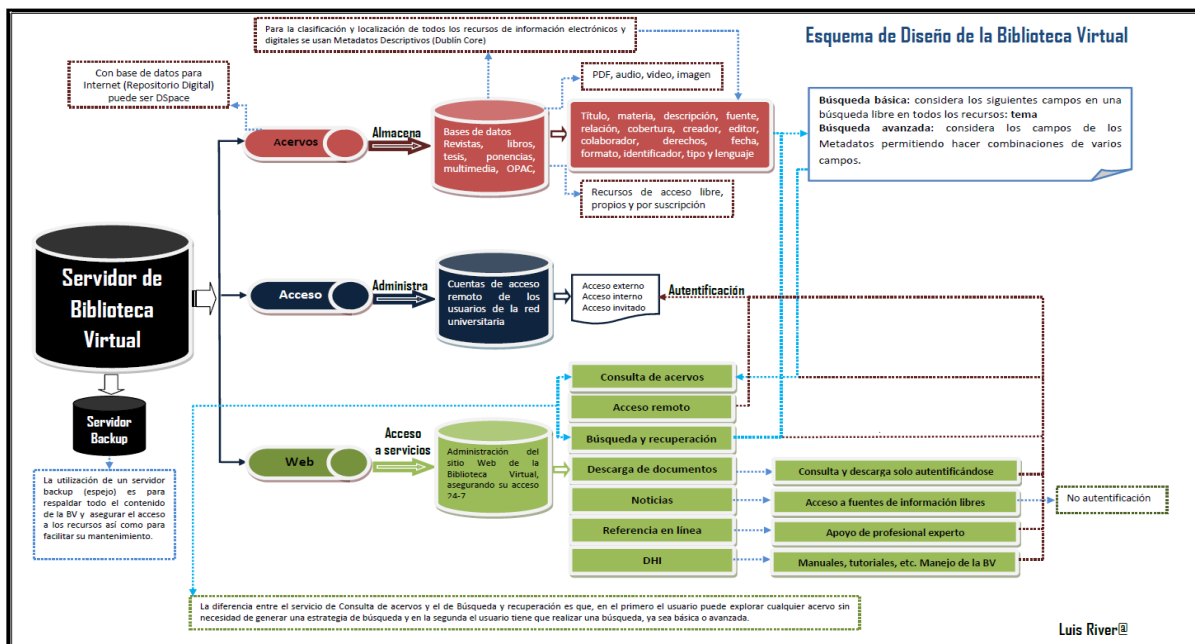 Esquema de Diseño de la Biblioteca Virtual
Para la clasificación y localización de todos los recursos de información electrónicos y
digitales se usan Metadatos Descriptivos (Dublín Core)
Con base de datos para
Internet (Repositorio Digital)
puede ser DSpace
PDF, audio, video, imagen
Búsqueda básica: considera los siguientes campos en una
búsqueda libre en todos los recursos: tema
Búsqueda avanzada: considera los campos de los
Metadatos permitiendo hacer combinaciones de varios
campos.
Acervos
Almacena
Bases de datos
Revistas, libros,
tesis, ponencias,
multimedia, OPAC,
Título, materia, descripción, fuente,
relación, cobertura, creador, editor,
colaborador, derechos, fecha,
formato, identificador, tipo y lenguaje
Recursos de acceso libre,
propios y por suscripción
Servidor de
Biblioteca
Virtual
Acceso
Administra
Cuentas de acceso
remoto de los
usuarios de la red
universitaria
Acceso externo
Acceso interno
Acceso invitado
Autentificación
Servidor
Backup
La utilización de un servidor
backup (espejo) es para
respaldar todo el contenido
de la BV y asegurar el acceso
a los recursos así como para
facilitar su mantenimiento.
Web
Acceso
a servicios
Administración del
sitio Web de la
Biblioteca Virtual,
asegurando su acceso
24-7
Consulta de acervos
Acceso remoto
Búsqueda y recuperación
Descarga de documentos
Consulta y descarga solo autentificándose
Noticias
Acceso a fuentes de información libres
No autentificación
Referencia en línea
Apoyo de profesional experto
DHI
Manuales, tutoriales, etc. Manejo de la BV
La diferencia entre el servicio de Consulta de acervos y el de Búsqueda y recuperación es que, en el primero el usuario puede explorar cualquier acervo sin
necesidad de generar una estrategia de búsqueda y en la segunda el usuario tiene que realizar una búsqueda, ya sea básica o avanzada.
Luis River@